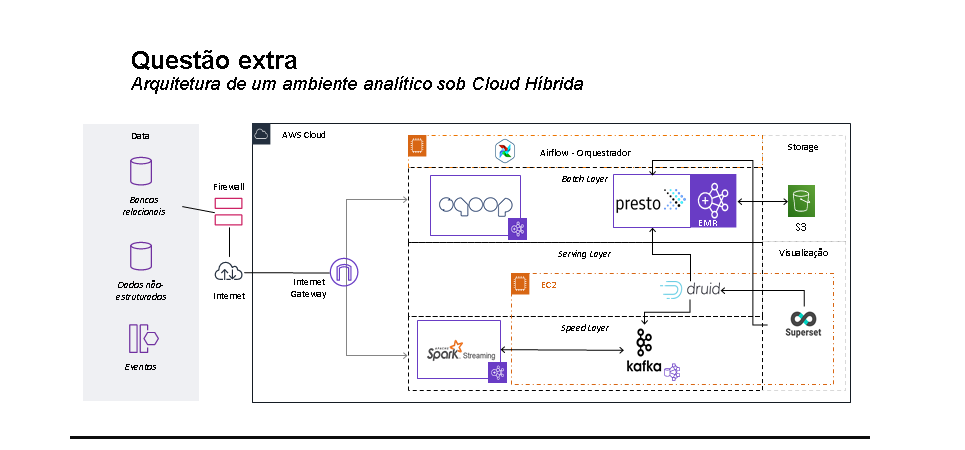 Questão extra
Arquitetura de um ambiente analítico sob Cloud Híbrida
Data
Bancos
relacionais
Dados não-
estruturados
Eventos
Firewall
Internet
AWS Cloud
Internet
Gateway
Airflow - Orquestrador
Batch Layer
sqoop
presto
EMR
Storage
S3
Serving Layer
Visualização
EC2
druid
Superset
Speed Layer
APACHE
Spark Streaming
kafka